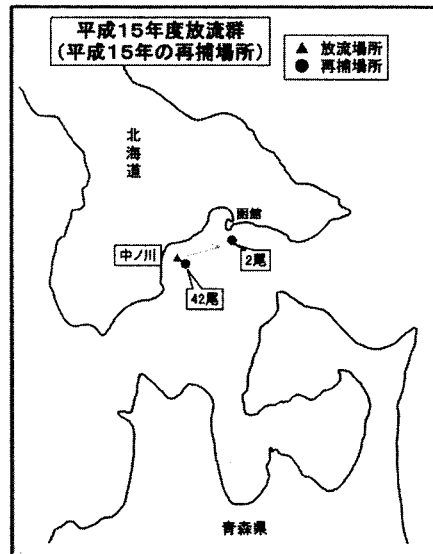 平成15年度放流群
(平成15年の再捕場所)
▲ 放流場所
● 再捕場所
北海道
函館
中ノ川
2尾
42尾
青森県